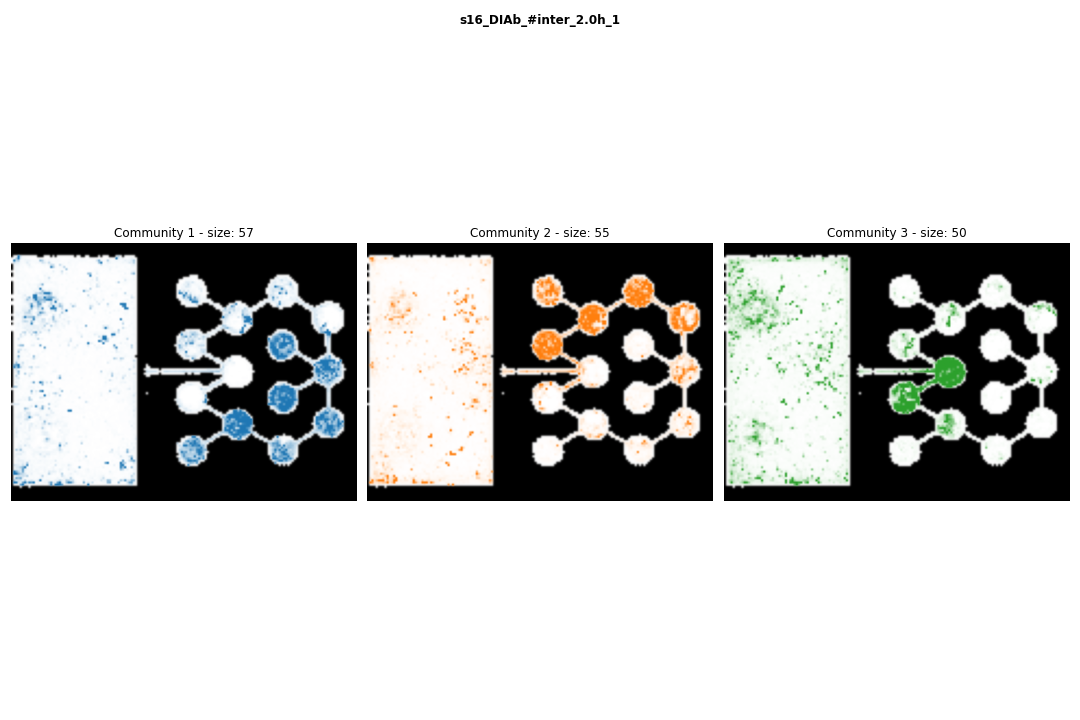 s16_DIAb_#inter_2.0h_1
Community 1 - size: 57
Community 2 - size: 55
Community 3 - size: 50